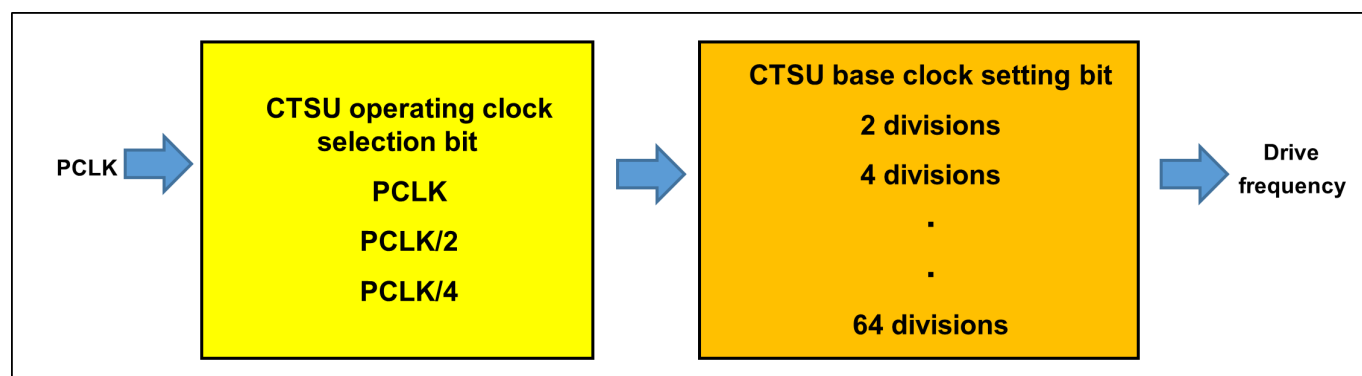 PCLK
CTSU operating clock
selection bit
PCLK
PCLK/2
PCLK/4
CTSU base clock setting bit
2 divisions
4 divisions
.
.
64 divisions
Drive
frequency